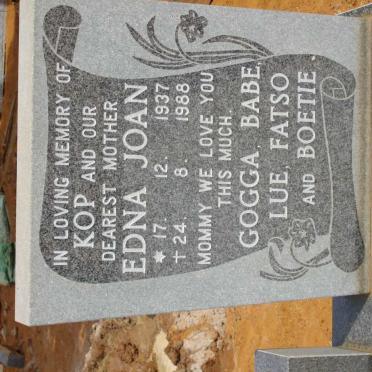 IN LOVING MEMORY OF
KOP AND OUR
DEAREST MOTHER
EDNA JOAN
✶ 17. 12. 1937
✝ 24. 8. 1988
MOMMY WE LOVE YOU
THIS MUCH.
GOGGA, BABE,
LUE, FATSO
AND BOETIE